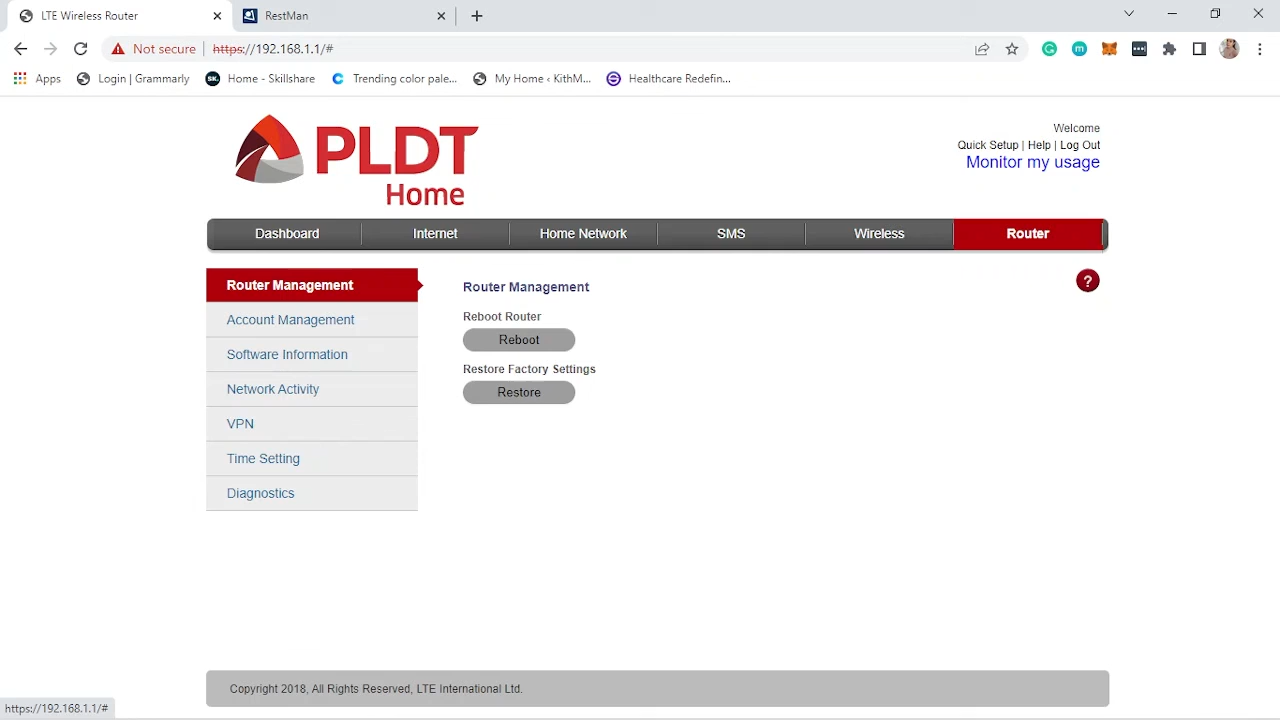 LTE Wireless Router
RestMan
Not secure
https://192.168.1.1/#
Apps
Login | Grammarly
Home - Skillshare
Trending color pale...
My Home ‹ KithM...
Healthcare Redefin...
PLDT
Home
Welcome
Quick Setup | Help | Log Out
Monitor my usage
Dashboard
Internet
Home Network
SMS
Wireless
Router
Router Management
Account Management
Software Information
Network Activity
VPN
Time Setting
Diagnostics
Router Management
?
Reboot Router
Reboot
Restore Factory Settings
Restore
Copyright 2018, All Rights Reserved, LTE International Ltd.
https://192.168.1.1/#